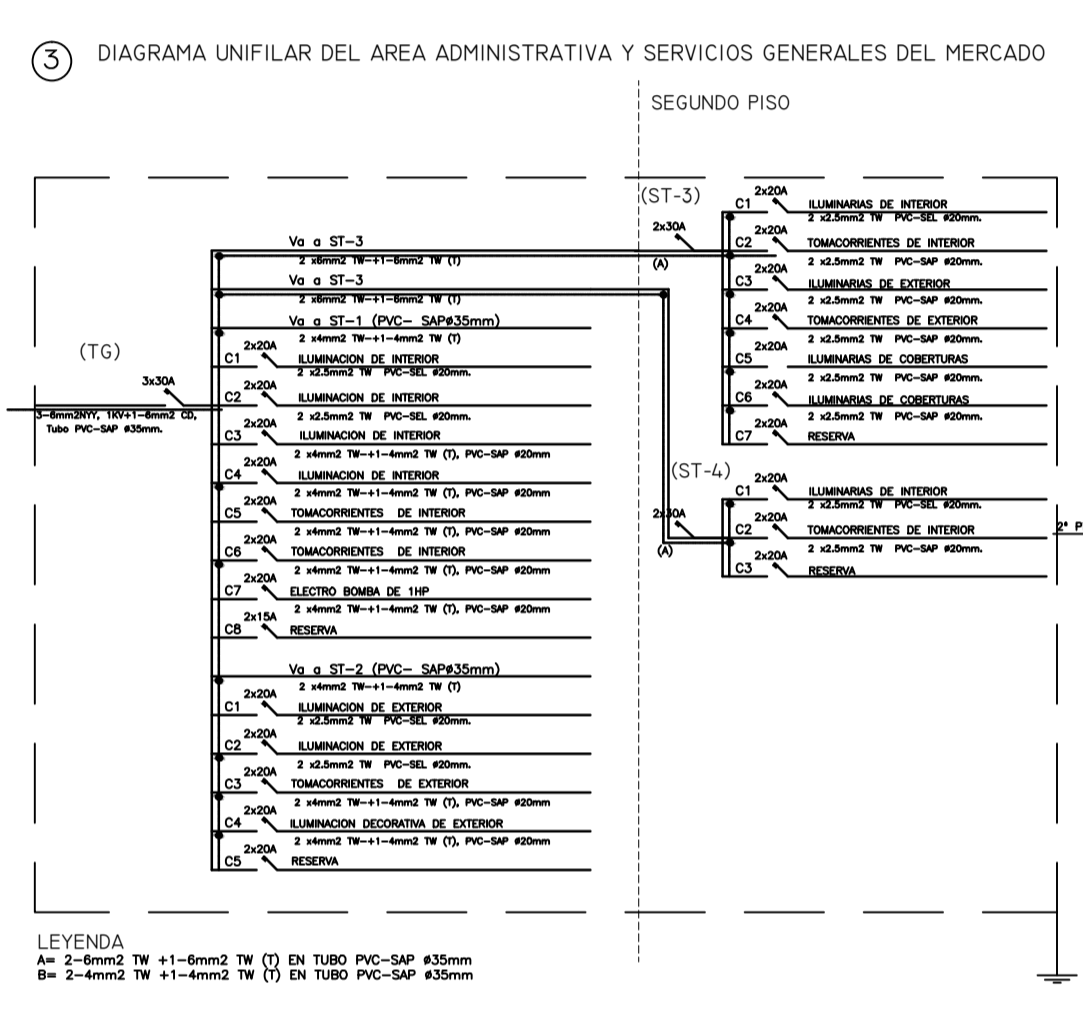 3 DIAGRAMA UNIFILAR DEL AREA ADMINISTRATIVA Y SERVICIOS GENERALES DEL MERCADO
SEGUNDO PISO
(TG)
3x30A
3-6mm2NYY, 1KV+1-6mm2 CD,
Tubo PVC-SAP ø35mm.
Va a ST-3
2 x6mm2 TW-+1-6mm2 TW (T)
Va a ST-3
2 x6mm2 TW-+1-6mm2 TW (T)
Va a ST-1 (PVC- SAPø35mm)
2 x4mm2 TW-+1-4mm2 TW (T)
C1 2x20A ILUMINACION DE INTERIOR
2 x2.5mm2 TW PVC-SEL ø20mm.
C2 2x20A ILUMINACION DE INTERIOR
2 x2.5mm2 TW PVC-SEL ø20mm.
C3 2x20A ILUMINACION DE INTERIOR
2 x4mm2 TW-+1-4mm2 TW (T), PVC-SAP ø20mm
C4 2x20A ILUMINACION DE INTERIOR
2 x4mm2 TW-+1-4mm2 TW (T), PVC-SAP ø20mm
C5 2x20A TOMACORRIENTES DE INTERIOR
2 x4mm2 TW-+1-4mm2 TW (T), PVC-SAP ø20mm
C6 2x20A TOMACORRIENTES DE INTERIOR
2 x4mm2 TW-+1-4mm2 TW (T), PVC-SAP ø20mm
C7 2x20A ELECTRO BOMBA DE 1HP
2 x4mm2 TW-+1-4mm2 TW (T), PVC-SAP ø20mm
C8 2x15A RESERVA
Va a ST-2 (PVC- SAPø35mm)
2 x4mm2 TW-+1-4mm2 TW (T)
C1 2x20A ILUMINACION DE EXTERIOR
2 x2.5mm2 TW PVC-SEL ø20mm.
C2 2x20A ILUMINACION DE EXTERIOR
2 x2.5mm2 TW PVC-SEL ø20mm.
C3 2x20A TOMACORRIENTES DE EXTERIOR
2 x4mm2 TW-+1-4mm2 TW (T), PVC-SAP ø20mm
C4 2x20A ILUMINACION DECORATIVA DE EXTERIOR
2 x4mm2 TW-+1-4mm2 TW (T), PVC-SAP ø20mm
C5 2x20A RESERVA
(ST-3)
2x30A
(A)
C1 2x20A ILUMINARIAS DE INTERIOR
2 x2.5mm2 TW PVC-SEL ø20mm.
C2 2x20A TOMACORRIENTES DE INTERIOR
2 x2.5mm2 TW PVC-SAP ø20mm.
C3 2x20A ILUMINARIAS DE EXTERIOR
2 x2.5mm2 TW PVC-SAP ø20mm.
C4 2x20A TOMACORRIENTES DE EXTERIOR
2 x2.5mm2 TW PVC-SAP ø20mm.
C5 2x20A ILUMINARIAS DE COBERTURAS
2 x2.5mm2 TW PVC-SAP ø20mm.
C6 2x20A ILUMINARIAS DE COBERTURAS
2 x2.5mm2 TW PVC-SAP ø20mm.
C7 2x20A RESERVA
(ST-4)
2x30A
(A)
C1 2x20A ILUMINARIAS DE INTERIOR
2 x2.5mm2 TW PVC-SEL ø20mm.
C2 2x20A TOMACORRIENTES DE INTERIOR
2 x2.5mm2 TW PVC-SAP ø20mm.
C3 2x20A RESERVA
2° P
LEYENDA
A= 2-6mm2 TW +1-6mm2 TW (T) EN TUBO PVC-SAP ø35mm
B= 2-4mm2 TW +1-4mm2 TW (T) EN TUBO PVC-SAP ø35mm